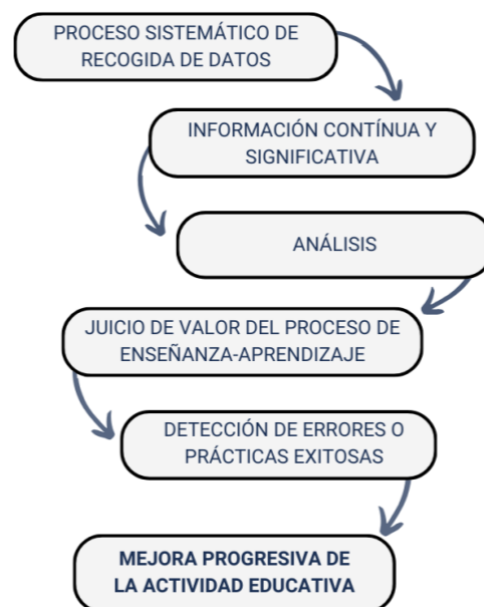 PROCESO SISTEMÁTICO DE
RECOGIDA DE DATOS
INFORMACIÓN CONTÍNUA Y
SIGNIFICATIVA
ANÁLISIS
JUICIO DE VALOR DEL PROCESO DE
ENSEÑANZA-APRENDIZAJE
DETECCIÓN DE ERRORES O
PRÁCTICAS EXITOSAS
MEJORA PROGRESIVA DE
LA ACTIVIDAD EDUCATIVA